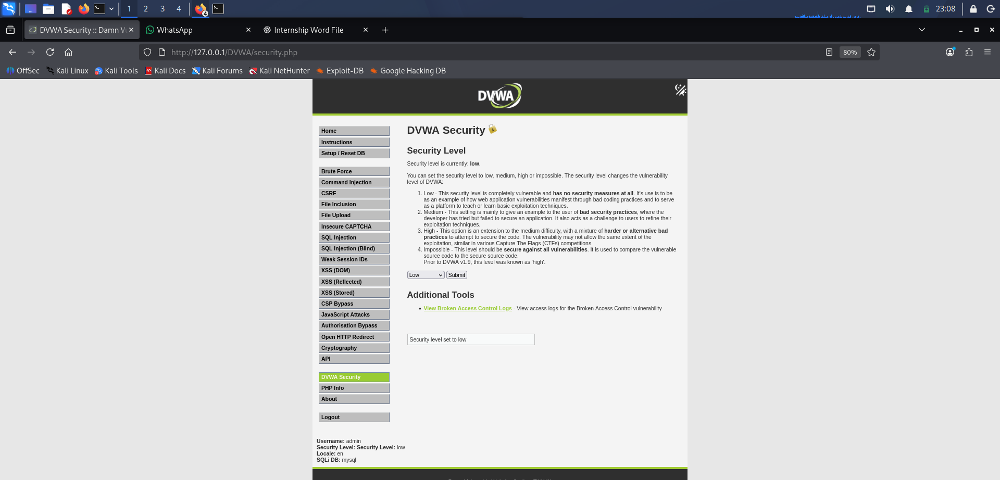 1 2 3 4 4 23:08
DVWA Security :: Damn Vu WhatsApp Internship Word File
http://127.0.0.1/DVWA/security.php 80%
OffSec Kali Linux Kali Tools Kali Docs Kali Forums Kali NetHunter Exploit-DB Google Hacking DB
DVWA
Home
Instructions
Setup / Reset DB
Brute Force
Command Injection
CSRF
File Inclusion
File Upload
Insecure CAPTCHA
SQL Injection
SQL Injection (Blind)
Weak Session IDs
XSS (DOM)
XSS (Reflected)
XSS (Stored)
CSP Bypass
JavaScript Attacks
Authorisation Bypass
Open HTTP Redirect
Cryptography
API
DVWA Security
PHP Info
About
Logout
DVWA Security
Security Level
Security level is currently: low.
You can set the security level to low, medium, high or impossible. The security level changes the vulnerability
level of DVWA:
1. Low - This security level is completely vulnerable and has no security measures at all. It's use is to be
as an example of how web application vulnerabilities manifest through bad coding practices and to serve
as a platform to teach or learn basic exploitation techniques.
2. Medium - This setting is mainly to give an example to the user of bad security practices, where the
developer has tried but failed to secure an application. It also acts as a challenge to users to refine their
exploitation techniques.
3. High - This option is an extension to the medium difficulty, with a mixture of harder or alternative bad
practices to attempt to secure the code. The vulnerability may not allow the same extent of the
exploitation, similar in various Capture The Flags (CTFs) competitions.
4. Impossible - This level should be secure against all vulnerabilities. It is used to compare the vulnerable
source code to the secure source code.
Prior to DVWA v1.9, this level was known as 'high'.
Low Submit
Additional Tools
• View Broken Access Control Logs - View access logs for the Broken Access Control vulnerability
Security level set to low
Username: admin
Security Level: Security Level: low
Locale: en
SQLi DB: mysql